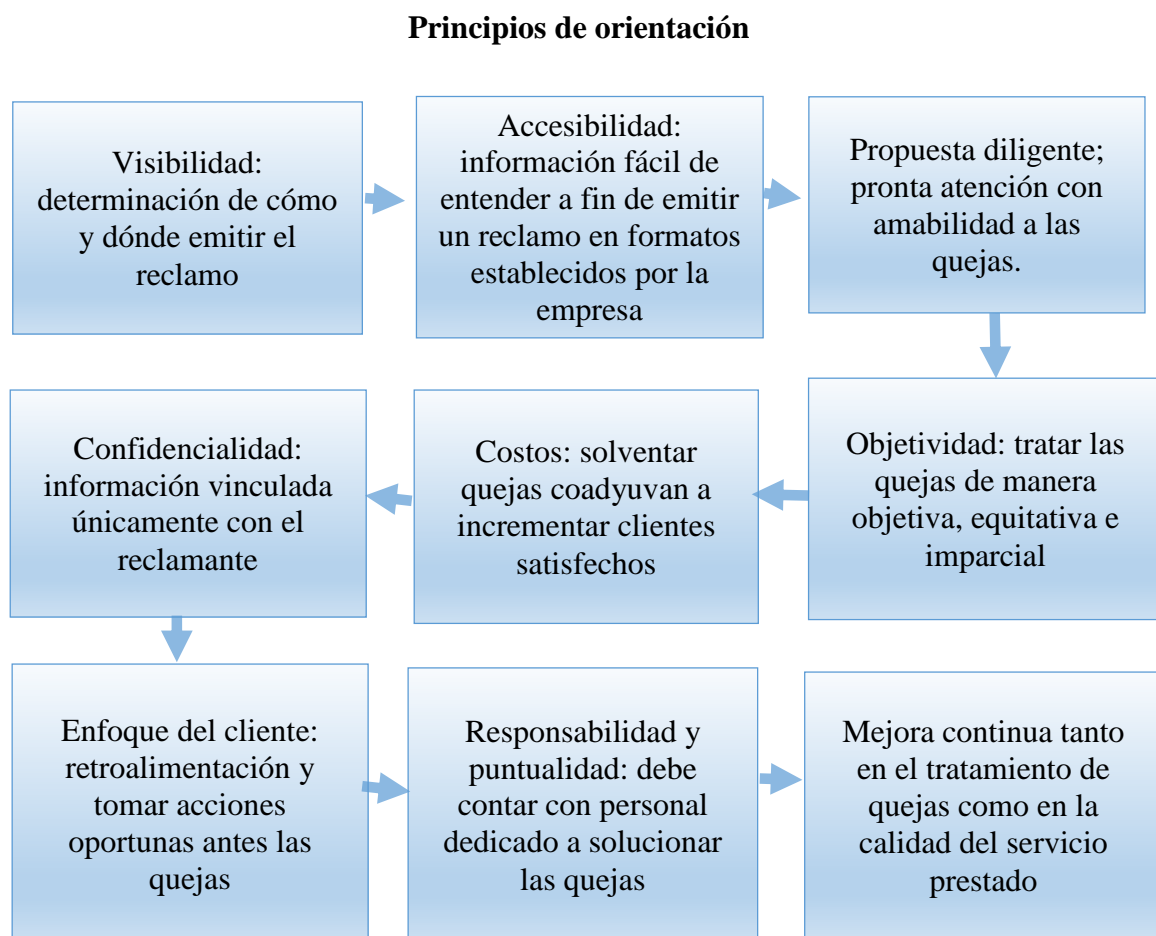 Principios de orientación
Visibilidad:
determinación de cómo
y dónde emitir el
reclamo
Accesibilidad:
información fácil de
entender a fin de emitir
un reclamo en formatos
establecidos por la
empresa
Propuesta diligente;
pronta atención con
amabilidad a las
quejas.
Objetividad: tratar las
quejas de manera
objetiva, equitativa e
imparcial
Costos: solventar
quejas coadyuvan a
incrementar clientes
satisfechos
Confidencialidad:
información vinculada
únicamente con el
reclamante
Enfoque del cliente:
retroalimentación y
tomar acciones
oportunas antes las
quejas
Responsabilidad y
puntualidad: debe
contar con personal
dedicado a solucionar
las quejas
Mejora continua tanto
en el tratamiento de
quejas como en la
calidad del servicio
prestado